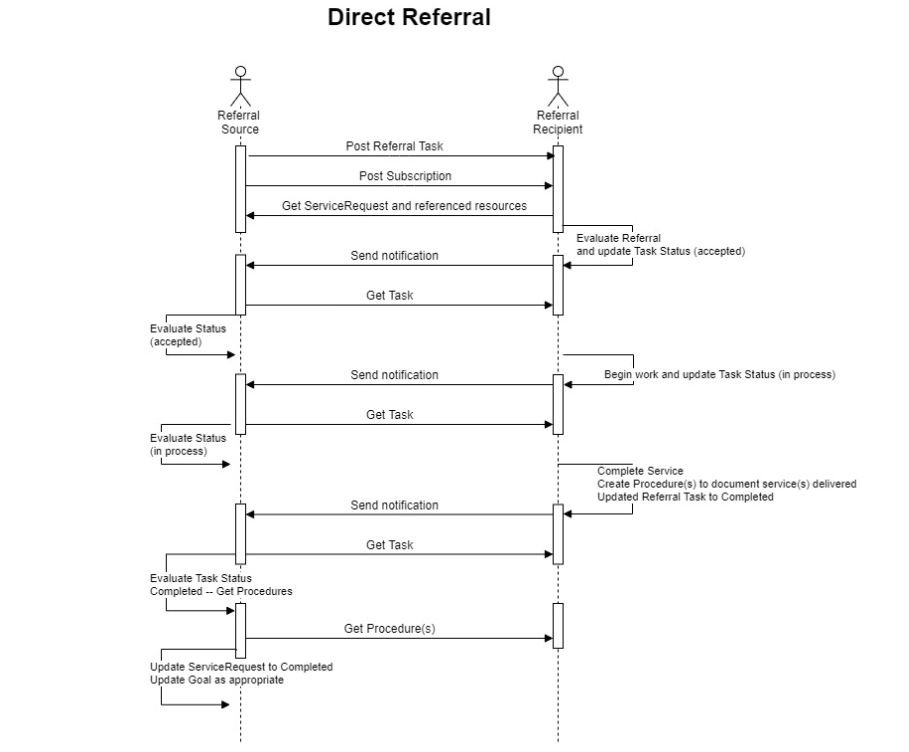 Direct Referral
Referral
Source
Referral
Recipient
Post Referral Task
Post Subscription
Get ServiceRequest and referenced resources
Evaluate Referral
and update Task Status (accepted)
Send notification
Get Task
Evaluate Status
(accepted)
Begin work and update Task Status (in process)
Send notification
Get Task
Evaluate Status
(in process)
Complete Service
Create Procedure(s) to document service(s) delivered
Updated Referral Task to Completed
Send notification
Get Task
Evaluate Task Status
Completed -- Get Procedures
Get Procedure(s)
Update ServiceRequest to Completed
Update Goal as appropriate